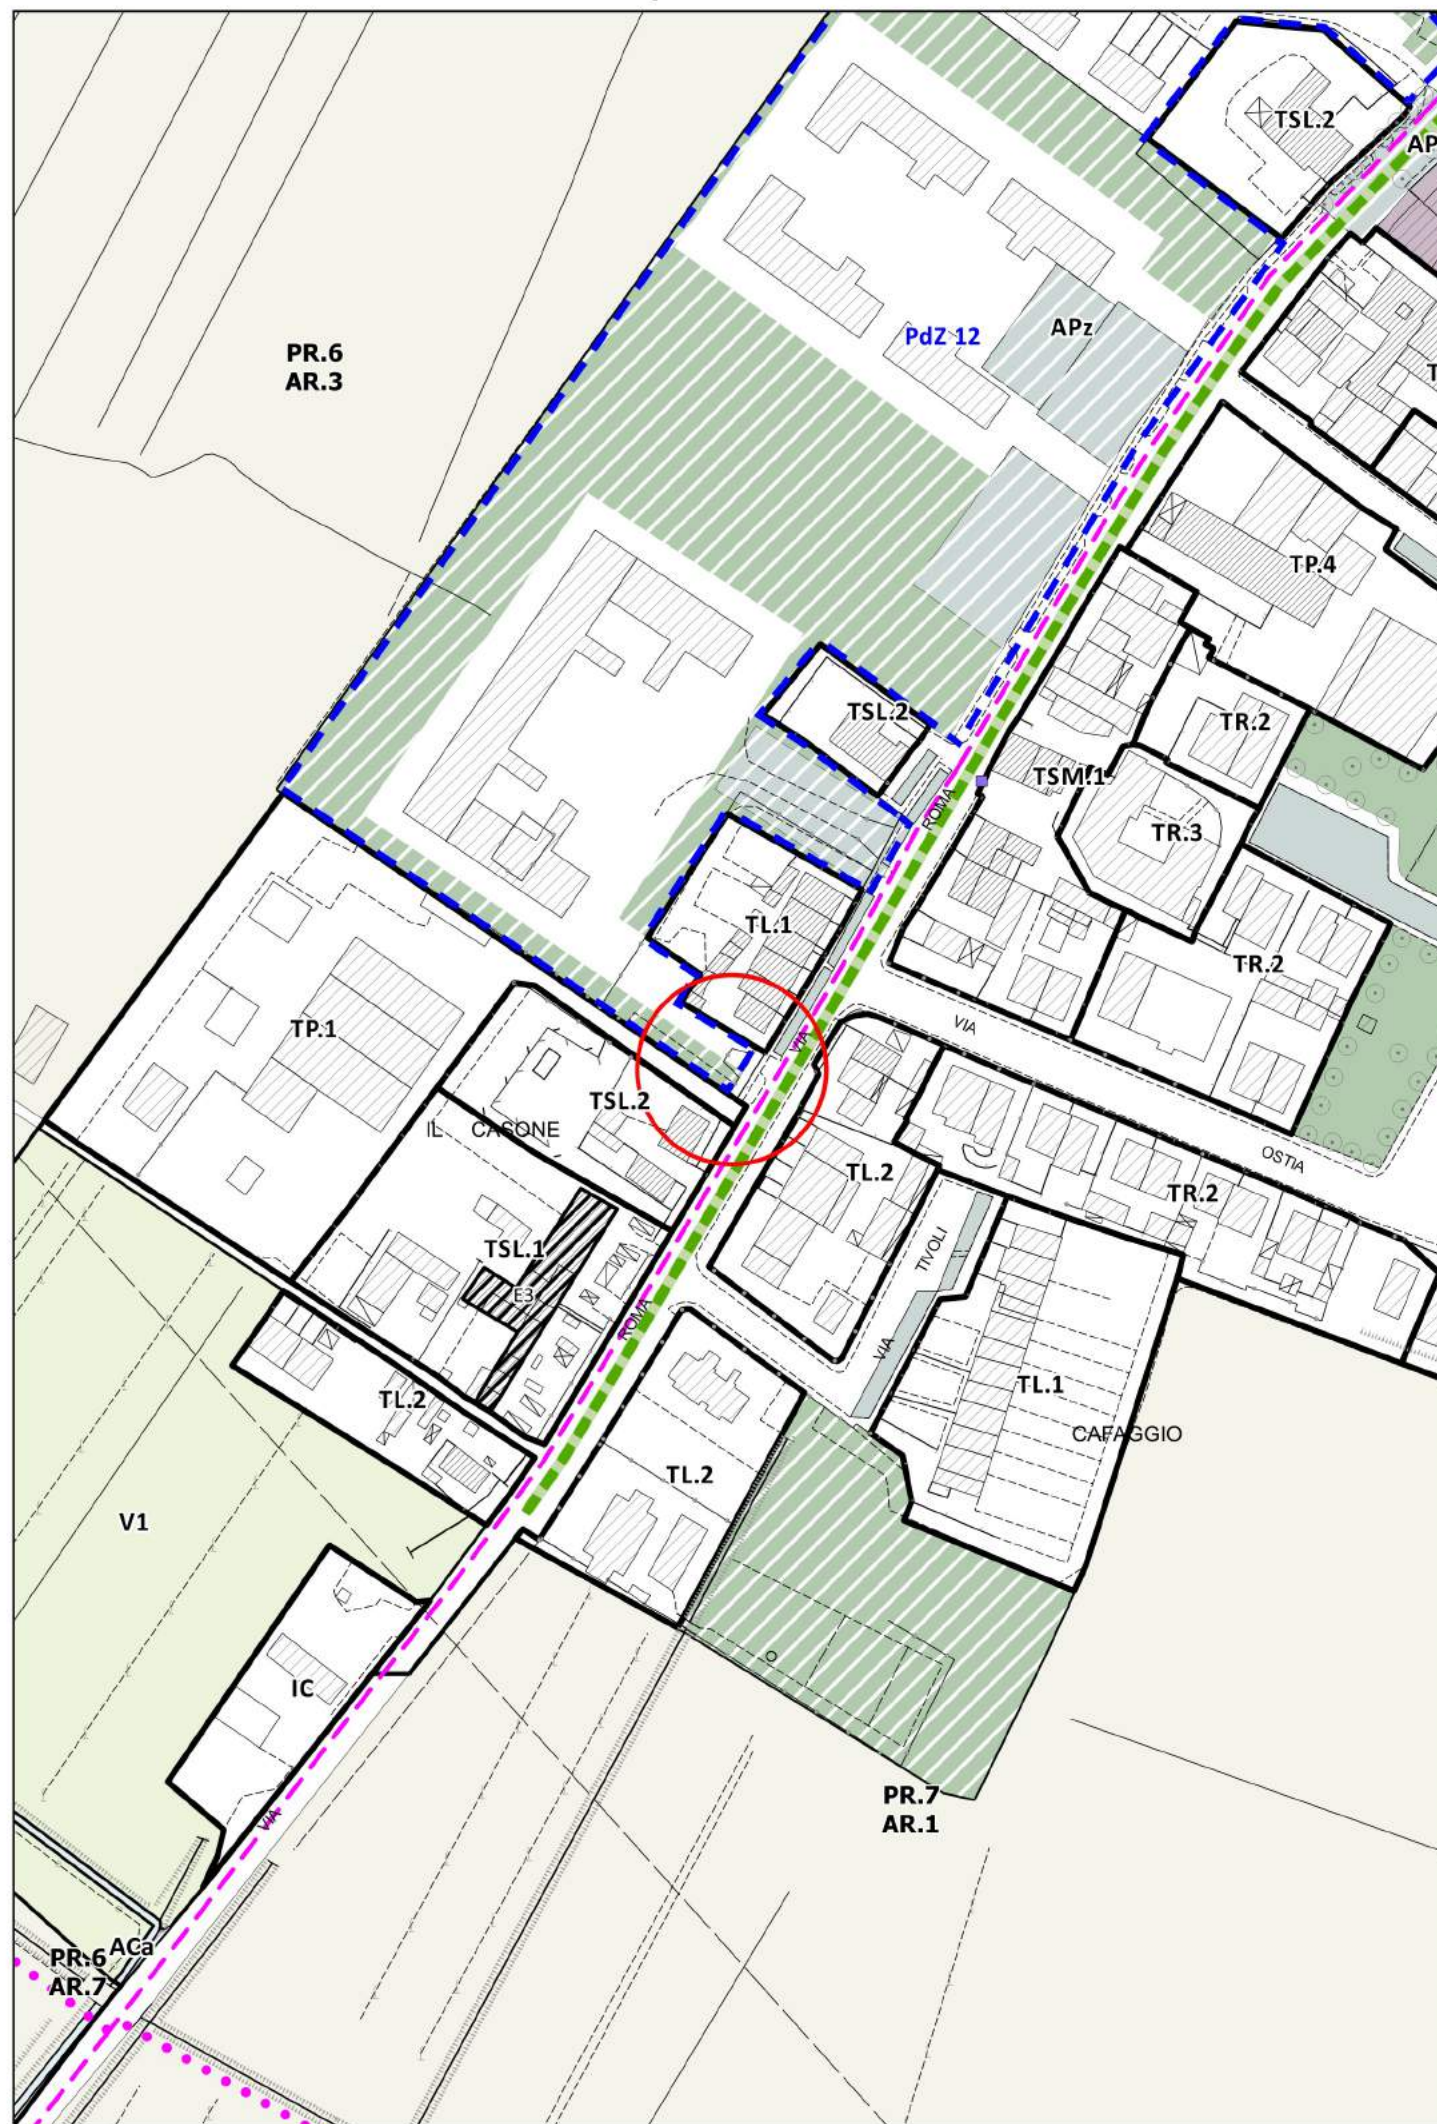 TSL.2
AP
PR.6
AR.3
PdZ 12
APz
T
TP.4
TSL.2
TR.2
TSM.1
ROMA
TR.3
TL.1
TR.2
TP.1
VIA
VIA
TSL.2
IL CASONE
OSTIA
TL.2
TR.2
TSL.1
TIVOLI
E3
ROMA
VIA
TL.2
TL.1
CAFAGGIO
TL.2
V1
IC
PR.7
AR.1
VIA
ACa
PR.6
AR.7